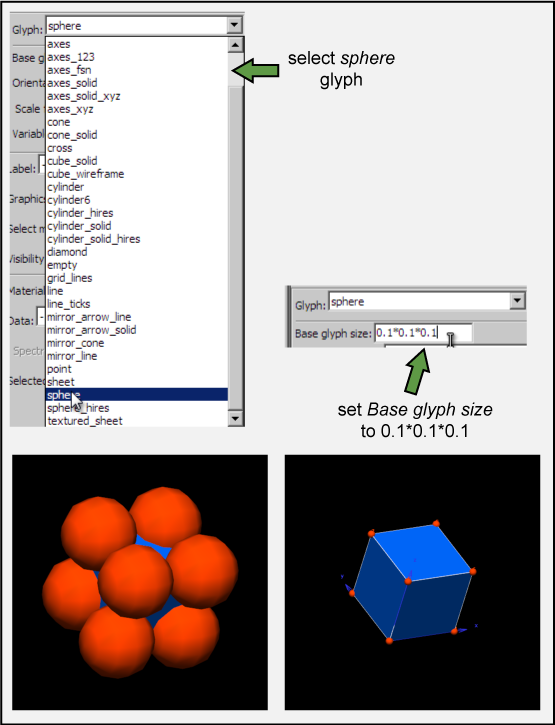 Glyph: sphere
axes
Base g
axes_123
axes_fsn
Orienta
axes_solid
axes_solid_xyz
Scale
axes_xyz
cone
Variabl
cone_solid
cross
cube_solid
Label:
cube_wireframe
cylinder
Graphics
cylinder6
cylinder_hires
Select m
cylinder_solid
cylinder_solid_hires
diamond
Visibility
empty
grid_lines
Material
line
line_ticks
Data:
mirror_arrow_line
mirror_arrow_solid
mirror_cone
Spectr
mirror_line
point
Selected
sheet
sphere
sphere_hires
textured_sheet
select sphere
glyph
Glyph: sphere
Base glyph size: 0.1*0.1*0.1
set Base glyph size
to 0.1*0.1*0.1